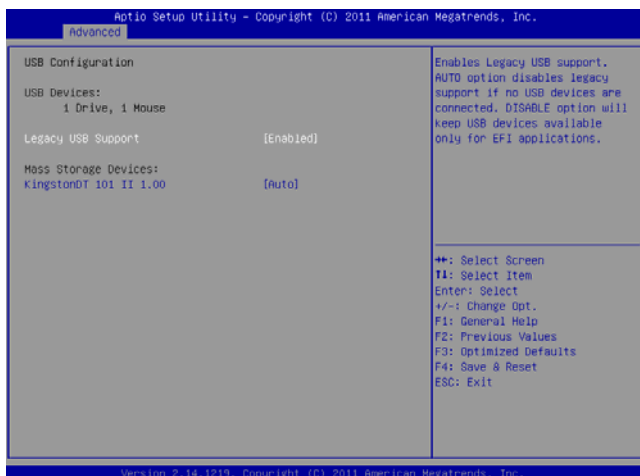 Aptio Setup Utility – Copyright (C) 2011 American Megatrends, Inc.
Advanced
USB Configuration
USB Devices:
1 Drive, 1 Mouse
Legacy USB Support [Enabled]
Mass Storage Devices:
KingstonDT 101 II 1.00 [Auto]
Enables Legacy USB support.
AUTO option disables legacy
support if no USB devices are
connected. DISABLE option will
keep USB devices available
only for EFI applications.
→←: Select Screen
↑↓: Select Item
Enter: Select
+/-: Change Opt.
F1: General Help
F2: Previous Values
F3: Optimized Defaults
F4: Save & Reset
ESC: Exit
Version 2.14.1219. Copyright (C) 2011 American Megatrends, Inc.